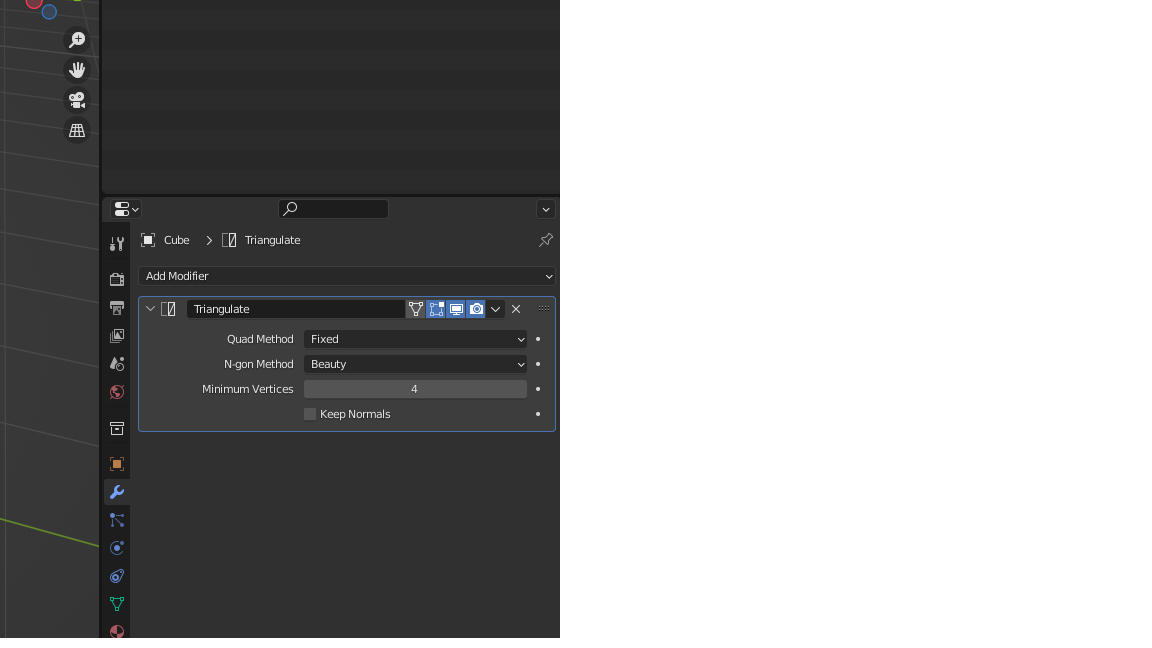 Cube
Triangulate
Add Modifier
Triangulate
Quad Method Fixed
N-gon Method Beauty
Minimum Vertices 4
Keep Normals